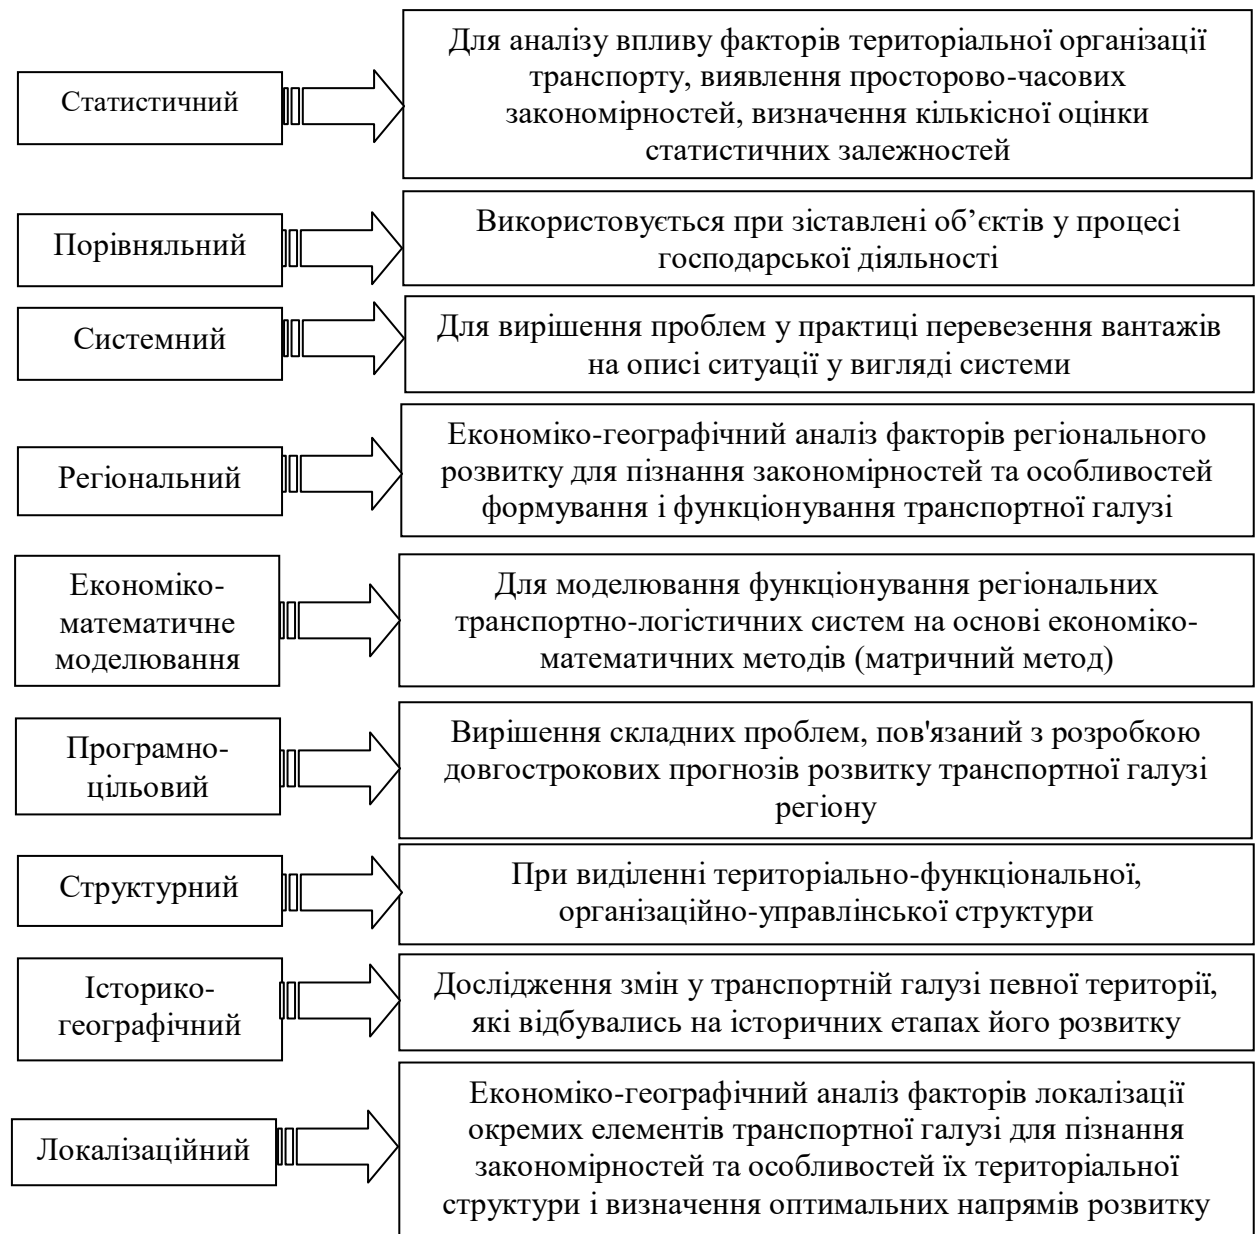 Статистичний
Для аналізу впливу факторів територіальної організації
транспорту, виявлення просторово-часових
закономірностей, визначення кількісної оцінки
статистичних залежностей
Порівняльний
Використовується при зіставлені об’єктів у процесі
господарської діяльності
Системний
Для вирішення проблем у практиці перевезення вантажів
на описі ситуації у вигляді системи
Регіональний
Економіко-географічний аналіз факторів регіонального
розвитку для пізнання закономірностей та особливостей
формування і функціонування транспортної галузі
Економіко-
математичне
моделювання
Для моделювання функціонування регіональних
транспортно-логістичних систем на основі економіко-
математичних методів (матричний метод)
Програмно-
цільовий
Вирішення складних проблем, пов'язаний з розробкою
довгострокових прогнозів розвитку транспортної галузі
регіону
Структурний
При виділенні територіально-функціональної,
організаційно-управлінської структури
Історико-
географічний
Дослідження змін у транспортній галузі певної території,
які відбувались на історичних етапах його розвитку
Локалізаційний
Економіко-географічний аналіз факторів локалізації
окремих елементів транспортної галузі для пізнання
закономірностей та особливостей їх територіальної
структури і визначення оптимальних напрямів розвитку